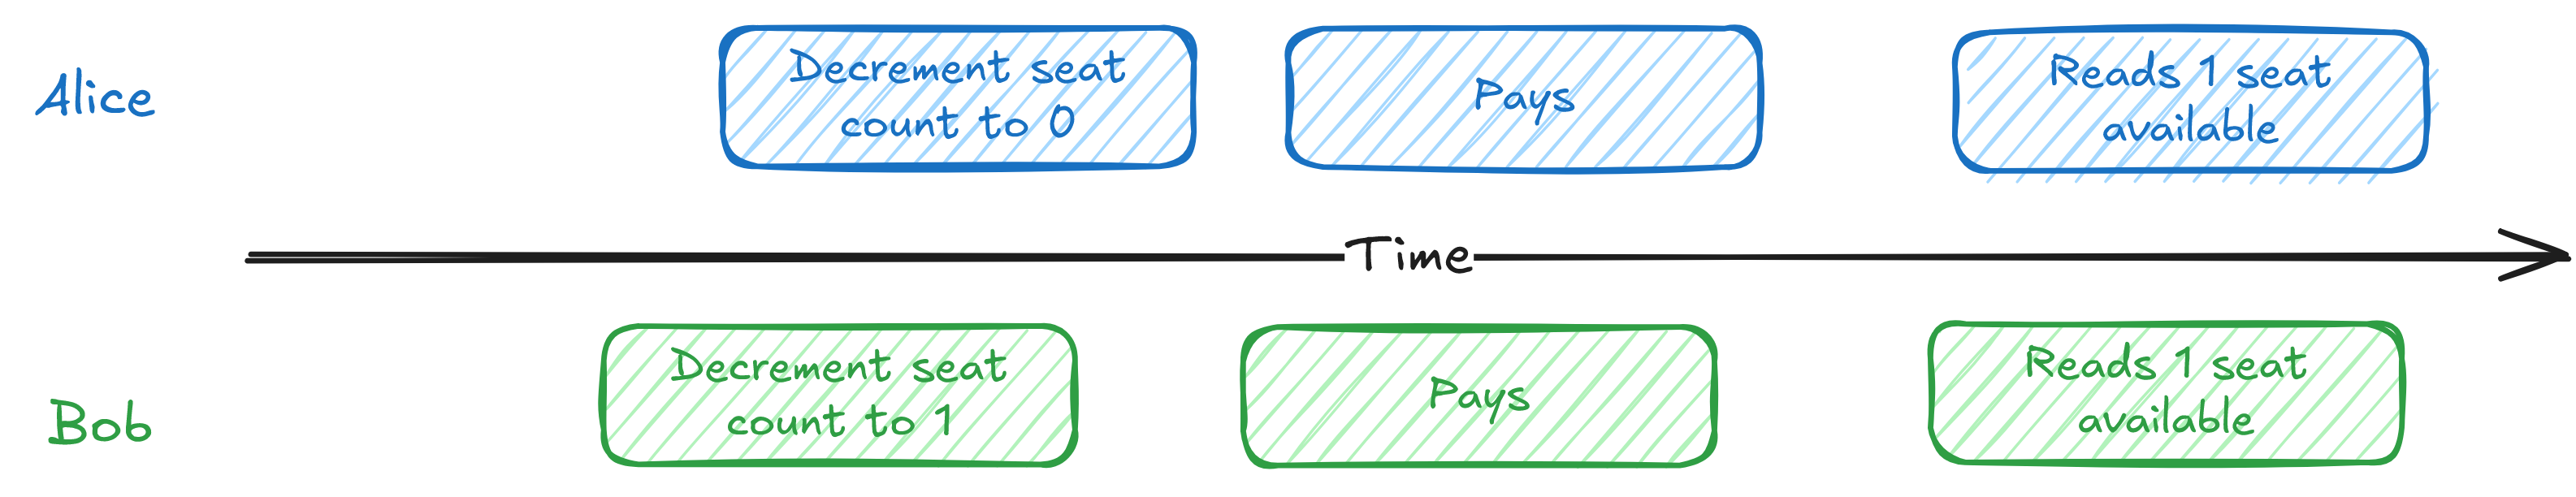 Alice
Decrement seat
count to 0
Pays
Reads 1 seat
available
Time
Bob
Decrement seat
count to 1
Pays
Reads 1 seat
available